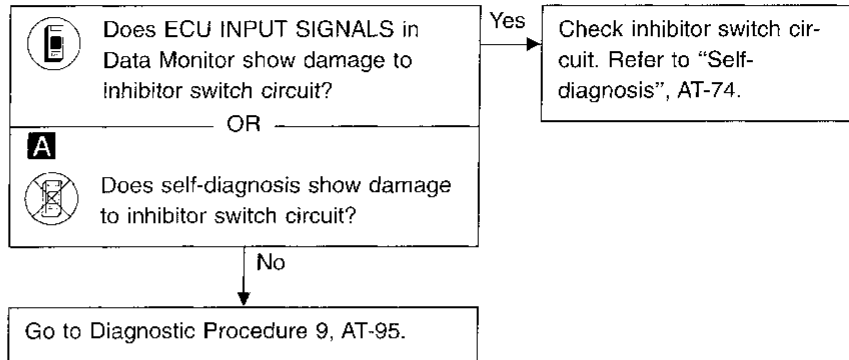 Does ECU INPUT SIGNALS in
Data Monitor show damage to
inhibitor switch circuit?
Yes
Check inhibitor switch cir-
cuit. Refer to “Self-
diagnosis”, AT-74.
OR
A
Does self-diagnosis show damage
to inhibitor switch circuit?
No
Go to Diagnostic Procedure 9, AT-95.